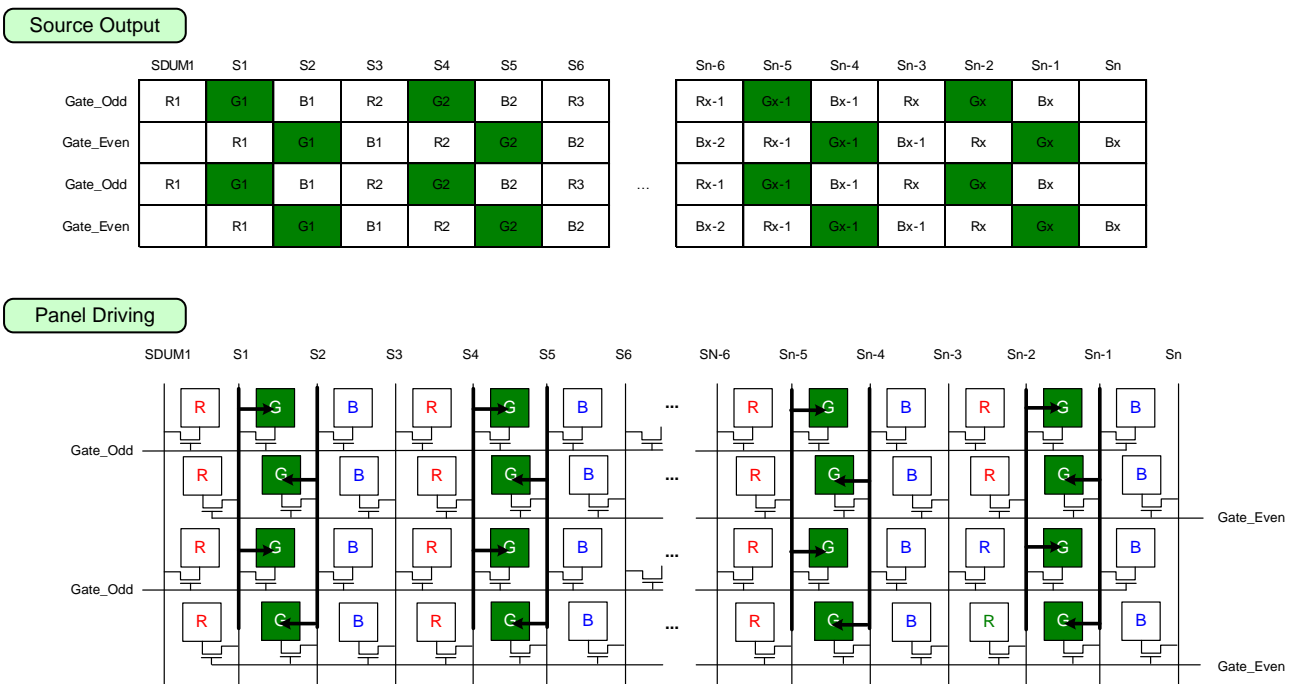 Source Output
SDUM1 S1 S2 S3 S4 S5 S6 Sn-6 Sn-5 Sn-4 Sn-3 Sn-2 Sn-1 Sn
Gate_Odd R1 G1 B1 R2 G2 B2 R3 Rx-1 Gx-1 Bx-1 Rx Gx Bx
Gate_Even R1 G1 B1 R2 G2 B2 Bx-2 Rx-1 Gx-1 Bx-1 Rx Gx Bx
Gate_Odd R1 G1 B1 R2 G2 B2 R3 ... Rx-1 Gx-1 Bx-1 Rx Gx Bx
Gate_Even R1 G1 B1 R2 G2 B2 Bx-2 Rx-1 Gx-1 Bx-1 Rx Gx Bx
Panel Driving
SDUM1 S1 S2 S3 S4 S5 S6 SN-6 Sn-5 Sn-4 Sn-3 Sn-2 Sn-1 Sn
R G B R G B ... R G B R G B
Gate_Odd
R G B R G B ... R G B R G B
Gate_Even
R G B R G B ... R G B R G B
Gate_Odd
R G B R G B ... R G B R G B
Gate_Even